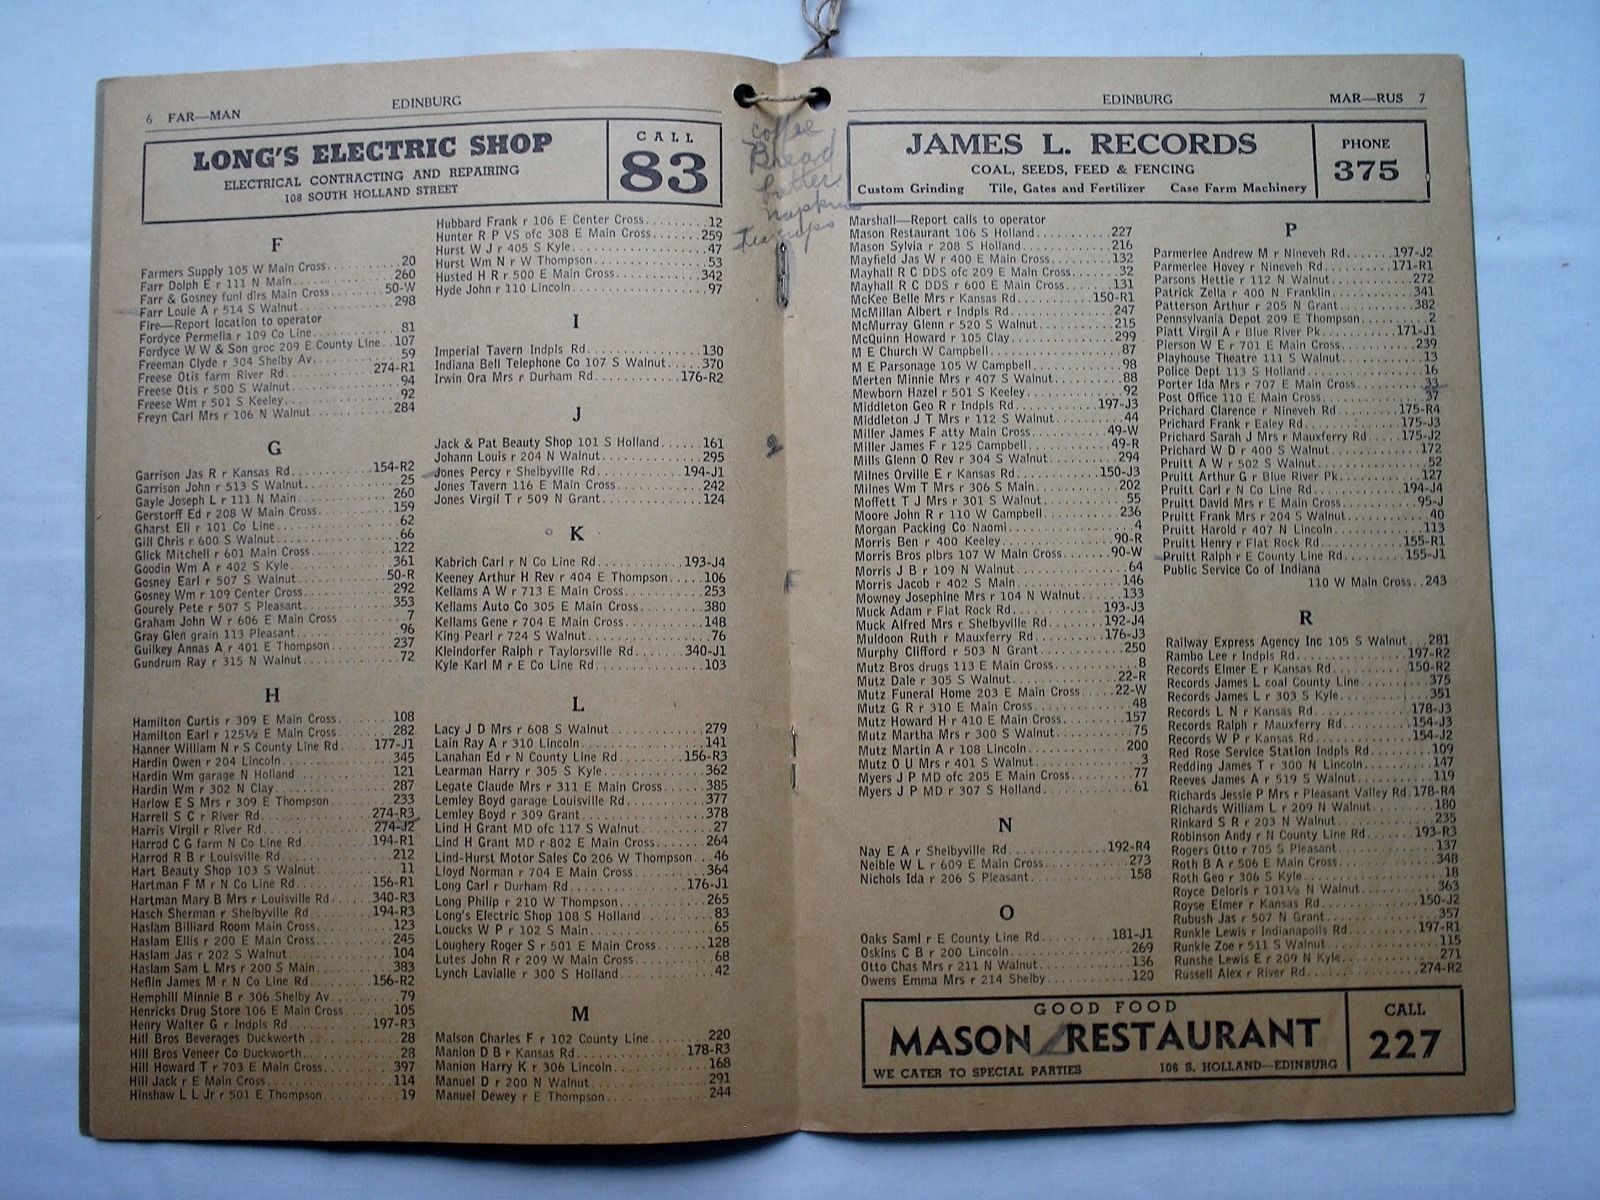 6 FAR—MAN
EDINBURG
LONG'S ELECTRIC SHOP
ELECTRICAL CONTRACTING AND REPAIRING
108 SOUTH HOLLAND STREET
CALL
83
F
Farmers Supply 105 W Main Cross 20
Farr Dolph E r 111 N Main 260
Farr & Gosney funl dirs Main Cross 50-W
Farr Louie A r 514 S Walnut 298
Fire—Report location to operator
Fordyce Permelia r 109 Co Line 81
Fordyce W W & Son groc 209 E County Line 107
Freeman Clyde r 304 Shelby Av 59
Freese Otis farm River Rd 274-R1
Freese Otis r 500 S Walnut 94
Freese Wm r 501 S Keeley 92
Freyn Carl Mrs r 106 N Walnut 284
G
Garrison Jas R r Kansas Rd 154-R2
Garrison John r 513 S Walnut 25
Gayle Joseph L r 111 N Main 260
Gerstorff Ed r 208 W Main Cross 159
Gharst Eli r 101 Co Line 62
Gill Chris r 600 S Walnut 66
Glick Mitchell r 601 Main Cross 122
Goodin Wm A r 402 S Kyle 361
Gosney Earl r 507 S Walnut 50-R
Gosney Wm r 109 Center Cross 292
Gourely Pete r 507 S Pleasant 353
Graham John W r 606 E Main Cross 7
Gray Glen grain 113 Pleasant 96
Guilkey Annas A r 401 E Thompson 237
Gundrum Ray r 315 N Walnut 72
H
Hamilton Curtis r 309 E Main Cross 108
Hamilton Earl r 125½ E Main Cross 282
Hanner William N r S County Line Rd 177-J1
Hardin Owen r 204 Lincoln 345
Hardin Wm garage N Holland 121
Hardin Wm r 302 N Clay 287
Harlow E S Mrs r 309 E Thompson 233
Harrell S C r River Rd 274-R3
Harris Virgil r River Rd 274-J2
Harrod C G farm N Co Line Rd 194-R1
Harrod R B r Louisville Rd 212
Hart Beauty Shop 103 S Walnut 11
Hartman F M r N Co Line Rd 156-R1
Hartman Mary B Mrs r Louisville Rd 340-R3
Hasch Sherman r Shelbyville Rd 194-R3
Haslam Billiard Room Main Cross 123
Haslam Ellis r 200 E Main Cross 245
Haslam Jas r 202 S Walnut 104
Haslam Sam L Mrs r 200 S Main 383
Heflin James M r N Co Line Rd 156-R2
Hemphill Minnie B r 306 Shelby Av 79
Henricks Drug Store 106 E Main Cross 105
Henry Walter G r Indpls Rd 197-R3
Hill Bros Beverages Duckworth 28
Hill Bros Veneer Co Duckworth 28
Hill Howard T r 703 E Main Cross 397
Hill Jack r E Main Cross 114
Hinshaw L L Jr r 501 E Thompson 19
Hubbard Frank r 106 E Center Cross 12
Hunter R P VS ofc 308 E Main Cross 259
Hurst W J r 405 S Kyle 47
Hurst Wm N r W Thompson 53
Husted H R r 500 E Main Cross 342
Hyde John r 110 Lincoln 97
I
Imperial Tavern Indpls Rd 130
Indiana Bell Telephone Co 107 S Walnut 370
Irwin Ora Mrs r Durham Rd 176-R2
J
Jack & Pat Beauty Shop 101 S Holland 161
Johann Louis r 204 N Walnut 295
Jones Percy r Shelbyville Rd 194-J1
Jones Tavern 116 E Main Cross 242
Jones Virgil T r 509 N Grant 124
K
Kabrich Carl r N Co Line Rd 193-J4
Keeney Arthur H Rev r 404 E Thompson 106
Kellams A W r 713 E Main Cross 253
Kellams Auto Co 305 E Main Cross 380
Kellams Gene r 704 E Main Cross 148
King Pearl r 724 S Walnut 76
Kleindorfer Ralph r Taylorsville Rd 340-J1
Kyle Karl M r E Co Line Rd 103
L
Lacy J D Mrs r 608 S Walnut 279
Lain Ray A r 310 Lincoln 141
Lanahan Ed r N County Line Rd 156-R3
Learman Harry r 305 S Kyle 362
Legate Claude Mrs r 311 E Main Cross 385
Lemley Boyd garage Louisville Rd 377
Lemley Boyd r 309 Grant 378
Lind H Grant MD ofc 117 S Walnut 27
Lind H Grant MD r 802 E Main Cross 264
Lind-Hurst Motor Sales Co 206 W Thompson 46
Lloyd Norman r 704 E Main Cross 364
Long Carl r Durham Rd 176-J1
Long Philip r 210 W Thompson 265
Long's Electric Shop 108 S Holland 83
Loucks W P r 102 S Main 65
Loughery Roger S r 501 E Main Cross 128
Lutes John R r 209 W Main Cross 68
Lynch Lavialle r 300 S Holland 42
M
Malson Charles F r 102 County Line 220
Manion D B r Kansas Rd 178-R3
Manion Harry K r 306 Lincoln 168
Manuel D r 200 N Walnut 291
Manuel Dewey r E Thompson 244
coffee
Bread
butter
napkins
EDINBURG
MAR—RUS 7
JAMES L. RECORDS
COAL, SEEDS, FEED & FENCING
Custom Grinding Tile, Gates and Fertilizer Case Farm Machinery
PHONE
375
Marshall—Report calls to operator
Mason Restaurant 106 S Holland 227
Mason Sylvia r 208 S Holland 216
Mayfield Jas W r 400 E Main Cross 132
Mayhall R C DDS ofc 209 E Main Cross 32
Mayhall R C DDS r 600 E Main Cross 131
McKee Belle Mrs r Kansas Rd 150-R1
McMillan Albert r Indpls Rd 247
McMurray Glenn r 520 S Walnut 215
McQuinn Howard r 105 Clay 299
M E Church W Campbell 87
M E Parsonage 105 W Campbell 98
Merten Minnie Mrs r 407 S Walnut 88
Mewborn Hazel r 501 S Keeley 92
Middleton Geo R r Indpls Rd 197-J3
Middleton J T Mrs r 112 S Walnut 44
Miller James F atty Main Cross 49-W
Miller James F r 125 Campbell 49-R
Mills Glenn O Rev r 304 S Walnut 294
Milnes Orville E r Kansas Rd 150-J3
Milnes Wm T Mrs r 306 S Main 202
Moffett T J Mrs r 301 S Walnut 55
Moore John R r 110 W Campbell 236
Morgan Packing Co Naomi 4
Morris Ben r 400 Keeley 90-R
Morris Bros plbrs 107 W Main Cross 90-W
Morris J B r 109 N Walnut 64
Morris Jacob r 402 S Main 146
Mowney Josephine Mrs r 104 N Walnut 133
Muck Adam r Flat Rock Rd 193-J3
Muck Alfred Mrs r Shelbyville Rd 192-J4
Muldoon Ruth r Mauxferry Rd 176-J3
Murphy Clifford r 503 N Grant 250
Mutz Bros drugs 113 E Main Cross 8
Mutz Dale r 305 S Walnut 22-R
Mutz Funeral Home 203 E Main Cross 22-W
Mutz G R r 310 E Main Cross 48
Mutz Howard H r 410 E Main Cross 157
Mutz Martha Mrs r 300 S Walnut 75
Mutz Martin A r 108 Lincoln 200
Mutz O U Mrs r 401 S Walnut 3
Myers J P MD ofc 205 E Main Cross 77
Myers J P MD r 307 S Holland 61
N
Nay E A r Shelbyville Rd 192-R4
Neible W L r 609 E Main Cross 273
Nichols Ida r 206 S Pleasant 158
O
Oaks Saml r E County Line Rd 181-J1
Oskins C B r 200 Lincoln 269
Otto Chas Mrs r 211 N Walnut 136
Owens Emma Mrs r 214 Shelby 120
P
Parmerlee Andrew M r Nineveh Rd 197-J2
Parmerlee Hovey r Nineveh Rd 171-R1
Parsons Hettie r 112 N Walnut 272
Patrick Zella r 400 N Franklin 341
Patterson Arthur r 205 N Grant 382
Pennsylvania Depot 209 E Thompson 2
Piatt Virgil A r Blue River Pk 171-J1
Pierson W E r 701 E Main Cross 239
Playhouse Theatre 111 S Walnut 13
Police Dept 113 S Holland 16
Porter Ida Mrs r 707 E Main Cross 33
Post Office 110 E Main Cross 37
Prichard Clarence r Nineveh Rd 175-R4
Prichard Frank r Ealey Rd 175-J3
Prichard Sarah J Mrs r Mauxferry Rd 175-J2
Prichard W D r 400 S Walnut 172
Pruitt A W r 502 S Walnut 52
Pruitt Arthur G r Blue River Pk 127
Pruitt Carl r N Co Line Rd 194-J4
Pruitt David Mrs r E Main Cross 95-J
Pruitt Frank Mrs r 204 S Walnut 40
Pruitt Harold r 407 N Lincoln 113
Pruitt Henry r Flat Rock Rd 155-R1
Pruitt Ralph r E County Line Rd 155-J1
Public Service Co of Indiana
110 W Main Cross 243
R
Railway Express Agency Inc 105 S Walnut 281
Rambo Lee r Indpls Rd 197-R2
Records Elmer E r Kansas Rd 150-R2
Records James L coal County Line 375
Records James L r 303 S Kyle 351
Records L N r Kansas Rd 178-J3
Records Ralph r Mauxferry Rd 154-J3
Records W P r Kansas Rd 154-J2
Red Rose Service Station Indpls Rd 109
Redding James T r 300 N Lincoln 147
Reeves James A r 519 S Walnut 119
Richards Jessie P Mrs r Pleasant Valley Rd 178-R4
Richards William L r 209 N Walnut 180
Rinkard S R r 203 N Walnut 235
Robinson Andy r N County Line Rd 193-R3
Rogers Otto r 705 S Pleasant 137
Roth B A r 506 E Main Cross 348
Roth Geo r 306 S Kyle 18
Royce Deloris r 101½ N Walnut 363
Royse Elmer r Kansas Rd 150-J2
Rubush Jas r 507 N Grant 357
Runkle Lewis r Indianapolis Rd 197-R1
Runkle Zoe r 511 S Walnut 115
Runshe Lewis E r 209 N Kyle 271
Russell Alex r River Rd 274-R2
GOOD FOOD
MASON RESTAURANT
WE CATER TO SPECIAL PARTIES 106 S. HOLLAND—EDINBURG
CALL
227